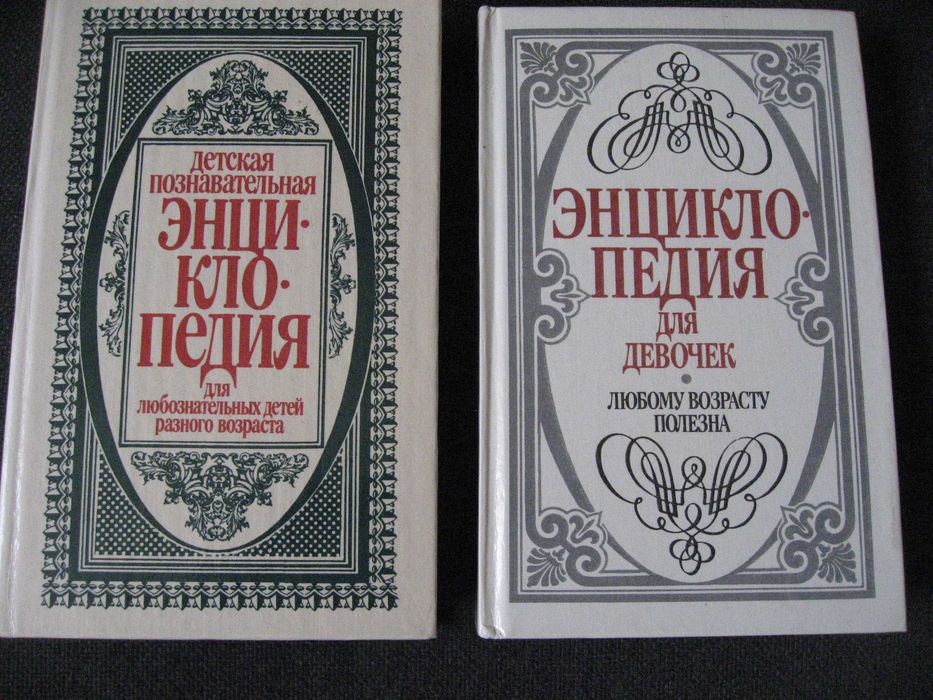 детская
познавательная
ЭНЦИ-
КЛО-
ПЕДИЯ
для
любознательных детей
разного возраста
ЭНЦИКЛО-
ПЕДИЯ
ДЛЯ
ДЕВОЧЕК
ЛЮБОМУ ВОЗРАСТУ
ПОЛЕЗНА